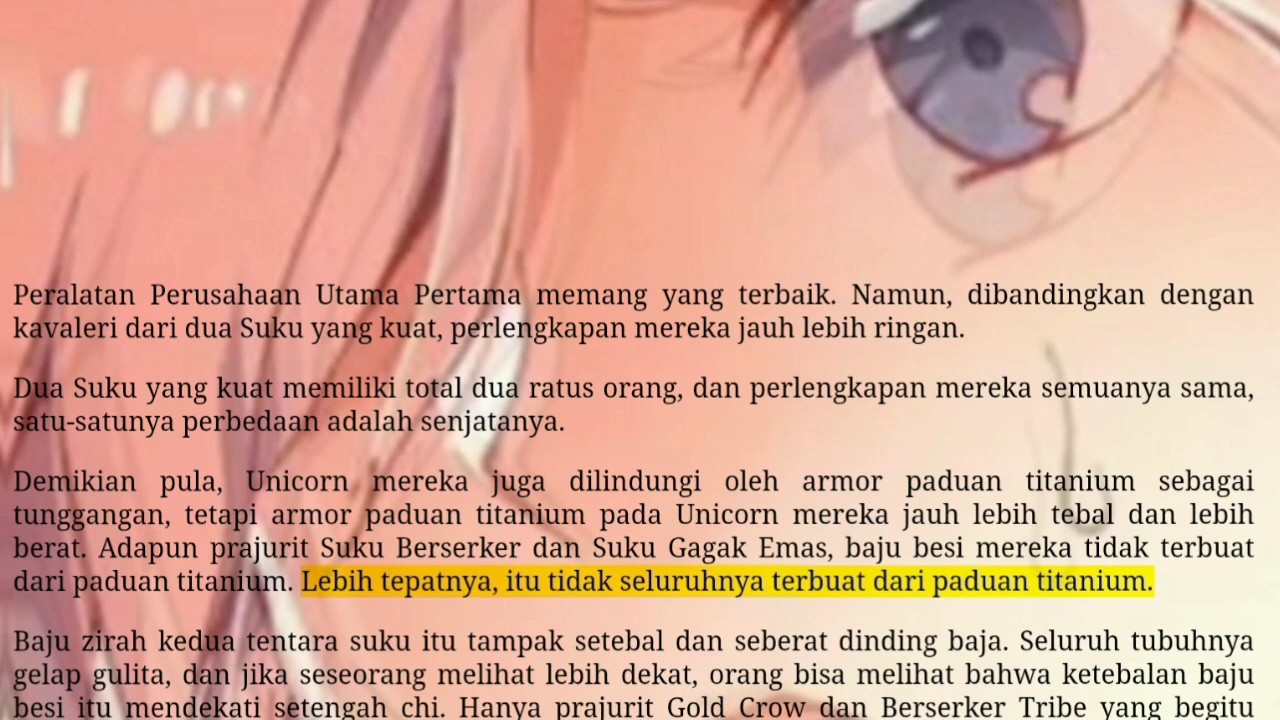 Peralatan Perusahaan Utama Pertama memang yang terbaik. Namun, dibandingkan dengan
kavaleri dari dua Suku yang kuat, perlengkapan mereka jauh lebih ringan.
Dua Suku yang kuat memiliki total dua ratus orang, dan perlengkapan mereka semuanya sama,
satu-satunya perbedaan adalah senjatanya.
Demikian pula, Unicorn mereka juga dilindungi oleh armor paduan titanium sebagai
tunggangan, tetapi armor paduan titanium pada Unicorn mereka jauh lebih tebal dan lebih
berat. Adapun prajurit Suku Berserker dan Suku Gagak Emas, baju besi mereka tidak terbuat
dari paduan titanium. Lebih tepatnya, itu tidak seluruhnya terbuat dari paduan titanium.
Baju zirah kedua tentara suku itu tampak setebal dan seberat dinding baja. Seluruh tubuhnya
gelap gulita, dan jika seseorang melihat lebih dekat, orang bisa melihat bahwa ketebalan baju
besi itu mendekati setengah chi. Hanya prajurit Gold Crow dan Berserker Tribe yang begitu